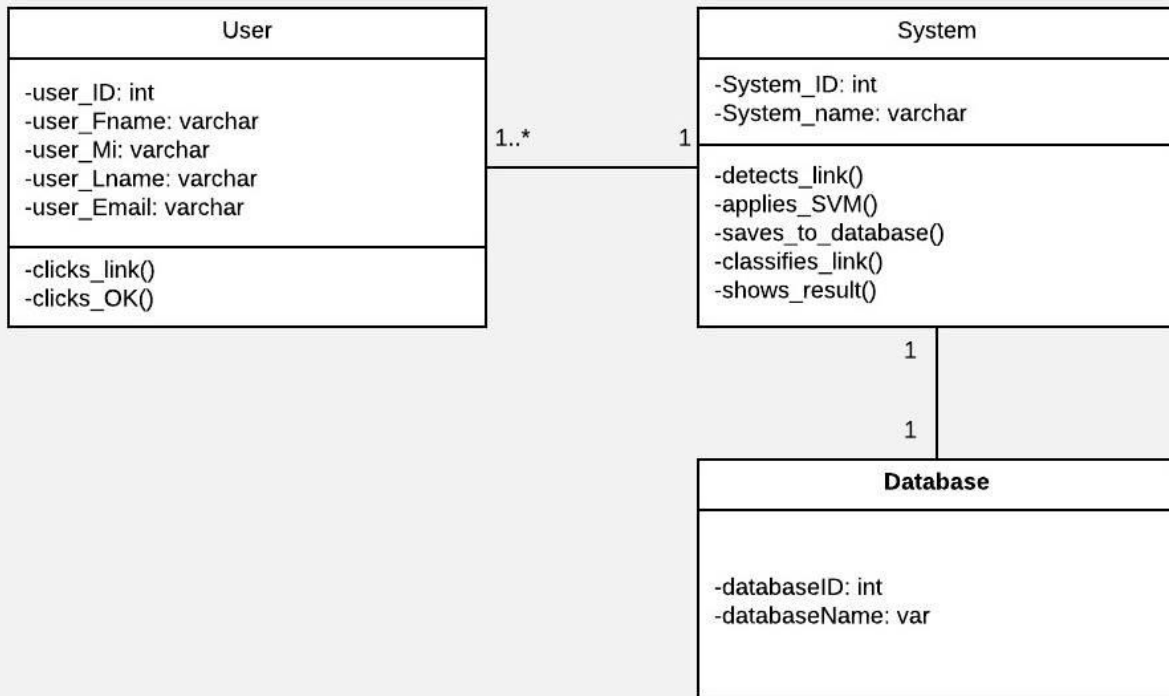 User
-user_ID: int
-user_Fname: varchar
-user_Mi: varchar
-user_Lname: varchar
-user_Email: varchar
-clicks_link()
-clicks_OK()
1..*
1
System
-System_ID: int
-System_name: varchar
-detects_link()
-applies_SVM()
-saves_to_database()
-classifies_link()
-shows_result()
1
1
Database
-databaseID: int
-databaseName: var